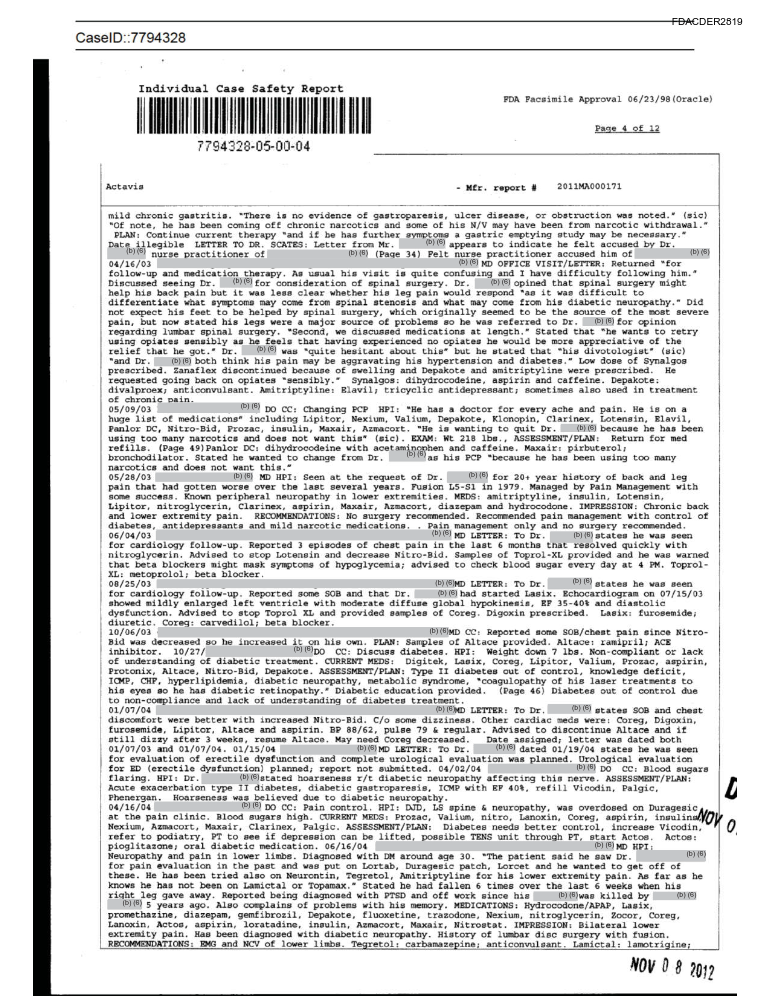 FDACDER2819
CaseID::7794328
Individual Case Safety Report
FDA Facsimile Approval 06/23/98(Oracle)
Page 4 of 12
7794328-05-00-04
Actavis - Mfr. report # 2011MA000171
mild chronic gastritis. "There is no evidence of gastroparesis, ulcer disease, or obstruction was noted." (sic)
"Of note, he has been coming off chronic narcotics and some of his N/V may have been from narcotic withdrawal."
PLAN: Continue current therapy "and if he has further symptoms a gastric emptying study may be necessary."
Date illegible LETTER TO DR. SCATES: Letter from Mr. (b) (6) appears to indicate he felt accused by Dr.
(b) (6) nurse practitioner of (b) (6) (Page 34) Felt nurse practitioner accused him of (b) (6)
04/16/03 (b) (6) MD OFFICE VISIT/LETTER: Returned "for
follow-up and medication therapy. As usual his visit is quite confusing and I have difficulty following him."
Discussed seeing Dr. (b) (6) for consideration of spinal surgery. Dr. (b) (6) opined that spinal surgery might
help his back pain but it was less clear whether his leg pain would respond "as it was difficult to
differentiate what symptoms may come from spinal stenosis and what may come from his diabetic neuropathy." Did
not expect his feet to be helped by spinal surgery, which originally seemed to be the source of the most severe
pain, but now stated his legs were a major source of problems so he was referred to Dr. (b) (6) for opinion
regarding lumbar spinal surgery. "Second, we discussed medications at length." Stated that "he wants to retry
using opiates sensibly as he feels that having experienced no opiates he would be more appreciative of the
relief that he got." Dr. (b) (6) was "quite hesitant about this" but he stated that "his divotologist" (sic)
"and Dr. (b) (6) both think his pain may be aggravating his hypertension and diabetes." Low dose of Synalgos
prescribed. Zanaflex discontinued because of swelling and Depakote and amitriptyline were prescribed. He
requested going back on opiates "sensibly." Synalgos: dihydrocodeine, aspirin and caffeine. Depakote:
divalproex; anticonvulsant. Amitriptyline: Elavil; tricyclic antidepressant; sometimes also used in treatment
of chronic pain.
05/09/03 (b) (6) DO CC: Changing PCP HPI: "He has a doctor for every ache and pain. He is on a
huge list of medications" including Lipitor, Nexium, Valium, Depakote, Klonopin, Clarinex, Lotensin, Elavil,
Panlor DC, Nitro-Bid, Prozac, insulin, Maxair, Azmacort. "He is wanting to quit Dr. (b) (6) because he has been
using too many narcotics and does not want this" (sic). EXAM: Wt 218 lbs., ASSESSMENT/PLAN: Return for med
refills. (Page 49)Panlor DC: dihydrocodeine with acetaminophen and caffeine. Maxair: pirbuterol;
bronchodilator. Stated he wanted to change from Dr. (b) (6) as his PCP "because he has been using too many
narcotics and does not want this."
05/28/03 (b) (6) MD HPI: Seen at the request of Dr. (b) (6) for 20+ year history of back and leg
pain that had gotten worse over the last several years. Fusion L5-S1 in 1979. Managed by Pain Management with
some success. Known peripheral neuropathy in lower extremities. MEDS: amitriptyline, insulin, Lotensin,
Lipitor, nitroglycerin, Clarinex, aspirin, Maxair, Azmacort, diazepam and hydrocodone. IMPRESSION: Chronic back
and lower extremity pain. RECOMMENDATIONS: No surgery recommended. Recommended pain management with control of
diabetes, antidepressants and mild narcotic medications. . Pain management only and no surgery recommended.
06/04/03 (b) (6) MD LETTER: To Dr. (b) (6) states he was seen
for cardiology follow-up. Reported 3 episodes of chest pain in the last 6 months that resolved quickly with
nitroglycerin. Advised to stop Lotensin and decrease Nitro-Bid. Samples of Toprol-XL provided and he was warned
that beta blockers might mask symptoms of hypoglycemia; advised to check blood sugar every day at 4 PM. Toprol-
XL: metoprolol; beta blocker.
08/25/03 (b) (6)MD LETTER: To Dr. (b) (6) states he was seen
for cardiology follow-up. Reported some SOB and that Dr. (b) (6) had started Lasix. Echocardiogram on 07/15/03
showed mildly enlarged left ventricle with moderate diffuse global hypokinesis, EF 35-40% and diastolic
dysfunction. Advised to stop Toprol XL and provided samples of Coreg. Digoxin prescribed. Lasix: furosemide;
diuretic. Coreg: carvedilol; beta blocker.
10/06/03 (b) (6)MD CC: Reported some SOB/chest pain since Nitro-
Bid was decreased so he increased it on his own. PLAN: Samples of Altace provided. Altace: ramipril; ACE
inhibitor. 10/27/ (b) (6)DO CC: Discuss diabetes. HPI: Weight down 7 lbs. Non-compliant or lack
of understanding of diabetic treatment. CURRENT MEDS: Digitek, Lasix, Coreg, Lipitor, Valium, Prozac, aspirin,
Protonix, Altace, Nitro-Bid, Depakote. ASSESSMENT/PLAN: Type II diabetes out of control, knowledge deficit,
ICMP, CHF, hyperlipidemia, diabetic neuropathy, metabolic syndrome, "coagulopathy of his laser treatments to
his eyes so he has diabetic retinopathy." Diabetic education provided. (Page 46) Diabetes out of control due
to non-compliance and lack of understanding of diabetes treatment.
01/07/04 (b) (6)MD LETTER: To Dr. (b) (6) states SOB and chest
discomfort were better with increased Nitro-Bid. C/o some dizziness. Other cardiac meds were: Coreg, Digoxin,
furosemide, Lipitor, Altace and aspirin. BP 88/62, pulse 79 & regular. Advised to discontinue Altace and if
still dizzy after 3 weeks, resume Altace. May need Coreg decreased. Date assigned; letter was dated both
01/07/03 and 01/07/04. 01/15/04 (b) (6)MD LETTER: To Dr. (b) (6) dated 01/19/04 states he was seen
for evaluation of erectile dysfunction and complete urological evaluation was planned. Urological evaluation
for ED (erectile dysfunction) planned; report not submitted. 04/02/04 (b) (6) DO CC: Blood sugars
flaring. HPI: Dr. (b) (6)stated hoarseness r/t diabetic neuropathy affecting this nerve. ASSESSMENT/PLAN:
Acute exacerbation type II diabetes, diabetic gastroparesis, ICMP with EF 40%, refill Vicodin, Palgic,
Phenergan. Hoarseness was believed due to diabetic neuropathy.
04/16/04 (b) (6) DO CC: Pain control. HPI: DJD, LS spine & neuropathy, was overdosed on Duragesic
at the pain clinic. Blood sugars high. CURRENT MEDS: Prozac, Valium, nitro, Lanoxin, Coreg, aspirin, insulins
Nexium, Azmacort, Maxair, Clarinex, Palgic. ASSESSMENT/PLAN: Diabetes needs better control, increase Vicodin,
refer to podiatry, PT to see if depression can be lifted, possible TENS unit through PT, start Actos. Actos:
pioglitazone; oral diabetic medication. 06/16/04 (b) (6) MD HPI:
Neuropathy and pain in lower limbs. Diagnosed with DM around age 30. "The patient said he saw Dr. (b) (6)
for pain evaluation in the past and was put on Lortab, Duragesic patch, Lorcet and he wanted to get off of
these. He has been tried also on Neurontin, Tegretol, Amitriptyline for his lower extremity pain. As far as he
knows he has not been on Lamictal or Topamax." Stated he had fallen 6 times over the last 6 weeks when his
right leg gave away. Reported being diagnosed with PTSD and off work since his (b) (6) was killed by (b) (6)
(b) (6) 5 years ago. Also complains of problems with his memory. MEDICATIONS: Hydrocodone/APAP, Lasix,
promethazine, diazepam, gemfibrozil, Depakote, fluoxetine, trazodone, Nexium, nitroglycerin, Zocor, Coreg,
Lanoxin, Actos, aspirin, loratadine, insulin, Azmacort, Maxair, Nitrostat. IMPRESSION: Bilateral lower
extremity pain. Has been diagnosed with diabetic neuropathy. History of lumbar disc surgery with fusion.
RECOMMENDATIONS: EMG and NCV of lower limbs. Tegretol: carbamazepine; anticonvulsant. Lamictal: lamotrigine;
D
NOV 0
NOV 08 2012